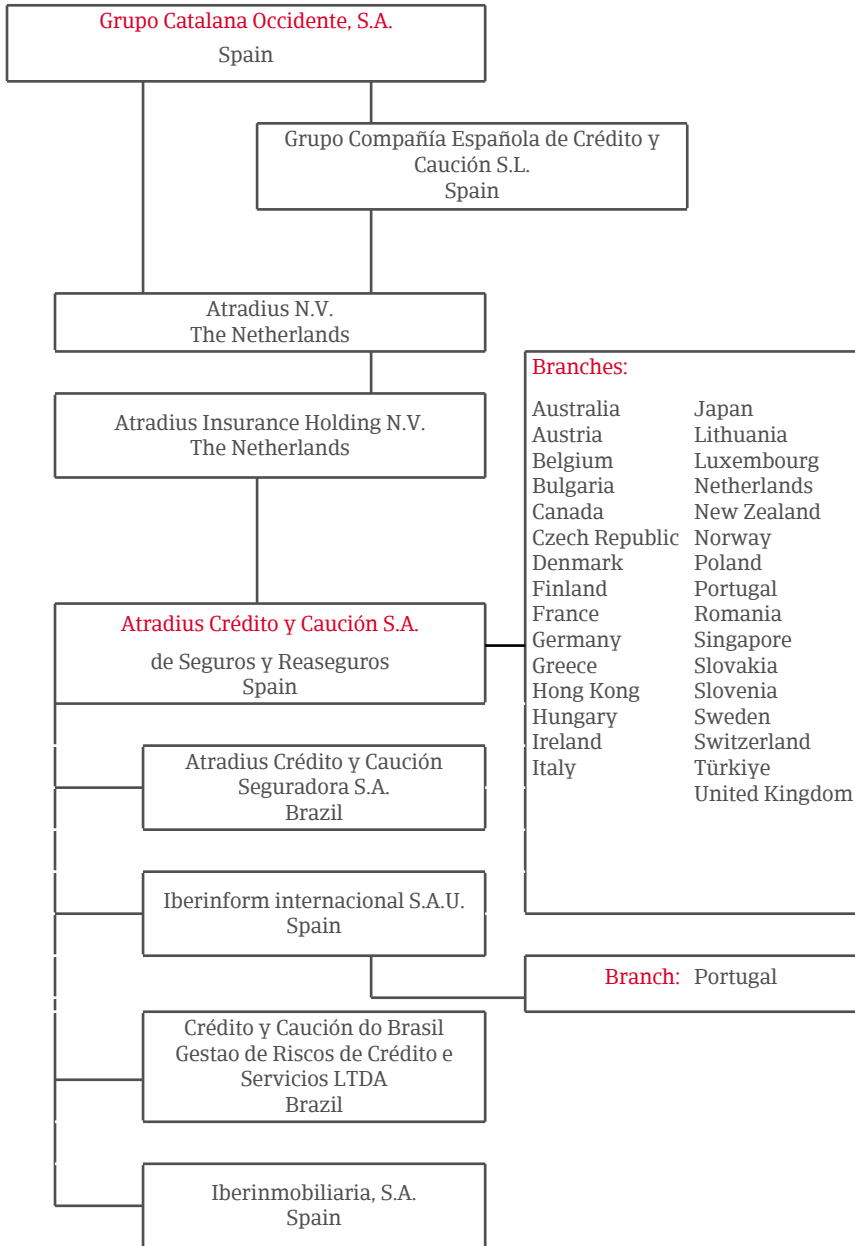 Grupo Catalana Occidente, S.A.
Spain
Grupo Compañía Española de Crédito y
Caución S.L.
Spain
Atradius N.V.
The Netherlands
Atradius Insurance Holding N.V.
The Netherlands
Atradius Crédito y Caución S.A.
de Seguros y Reaseguros
Spain
Branches:
Australia
Austria
Belgium
Bulgaria
Canada
Czech Republic
Denmark
Finland
France
Germany
Greece
Hong Kong
Hungary
Ireland
Italy
Japan
Lithuania
Luxembourg
Netherlands
New Zealand
Norway
Poland
Portugal
Romania
Singapore
Slovakia
Slovenia
Sweden
Switzerland
Türkiye
United Kingdom
Atradius Crédito y Caución
Seguradora S.A.
Brazil
Iberinform internacional S.A.U.
Spain
Branch: Portugal
Crédito y Caución do Brasil
Gestao de Riscos de Crédito e
Servicios LTDA
Brazil
Iberinmobiliaria, S.A.
Spain